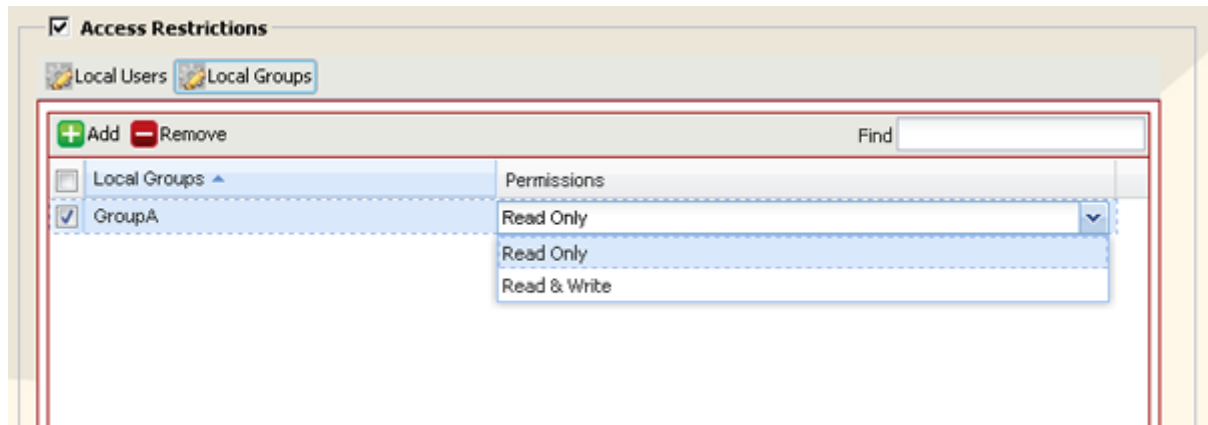 Access Restrictions
Local Users Local Groups
Add Remove Find
Local Groups Permissions
GroupA Read Only
Read Only
Read & Write